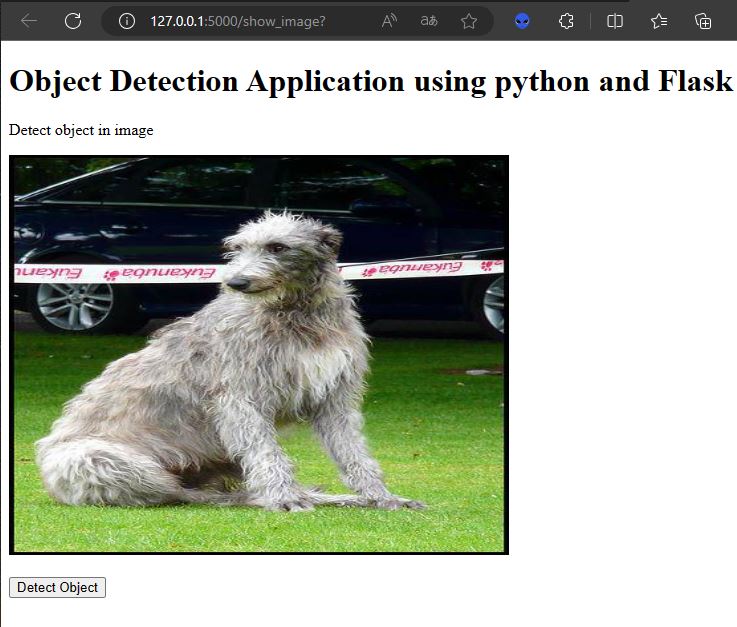 127.0.0.1:5000/show_image?
Object Detection Application using python and Flask
Detect object in image
Eukanu Eukanuba Eukanuba
Detect Object